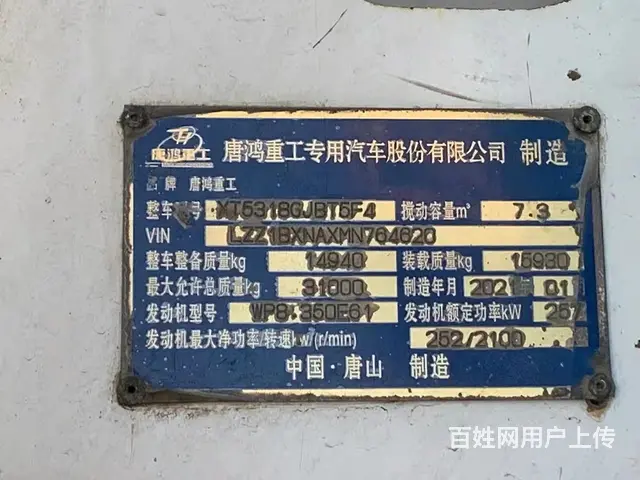 唐鸿重工
唐鸿重工专用汽车股份有限公司 制造
品牌 唐鸿重工
整车型号 XT5318GJBT5F4 搅动容量m³ 7.3
VIN LZZ1BXNAXMN764620
整车整备质量kg 14940 装载质量kg 15930
最大允许总质量kg 31000 制造年月 2021年01
发动机型号 WP8.350E61 发动机额定功率kW 257
发动机最大净功率/转速kw/(r/min) 252/2100
中国·唐山 制造
百姓网用户上传